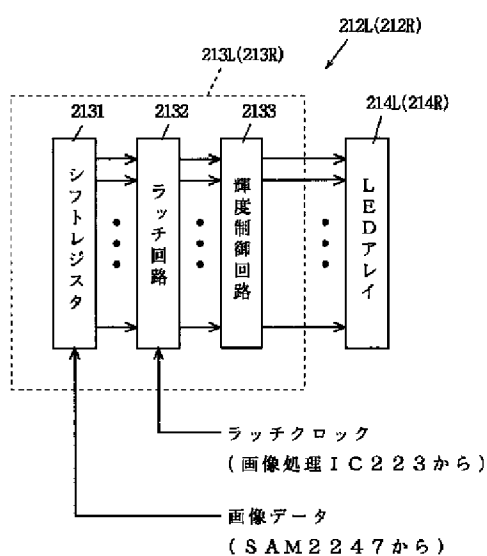 212L(212R)
213L(213R)
2131
2132
2133
214L(214R)
シフトレジスタ
ラッチ回路
輝度制御回路
LEDアレイ
ラッチクロック
(画像処理IC223から)
画像データ
(SAM2247から)